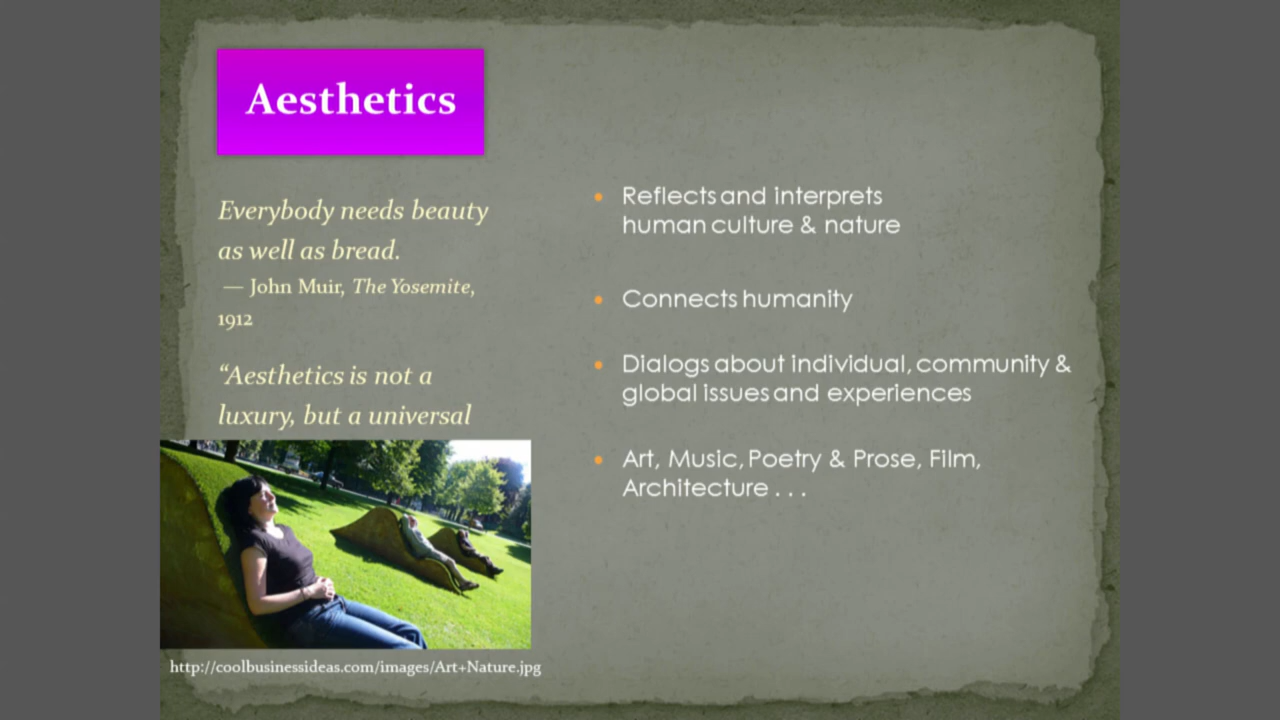 Aesthetics
Everybody needs beauty
as well as bread.
— John Muir, The Yosemite,
1912
“Aesthetics is not a
luxury, but a universal
http://coolbusinessideas.com/images/Art+Nature.jpg
• Reflects and interprets
human culture & nature
• Connects humanity
• Dialogs about individual, community &
global issues and experiences
• Art, Music, Poetry & Prose, Film,
Architecture . . .